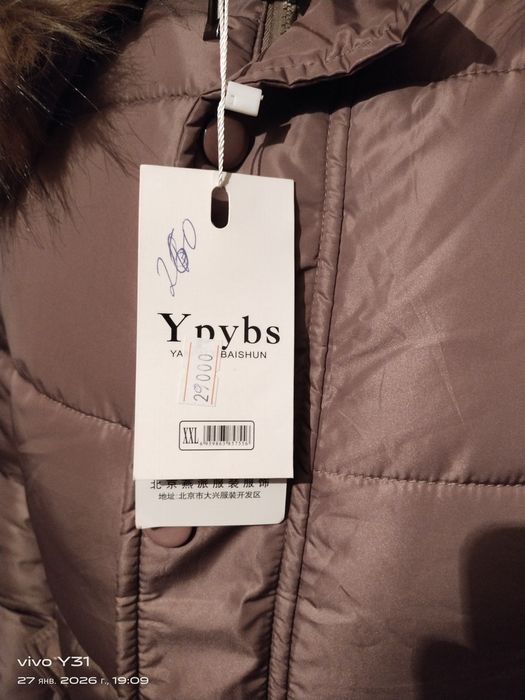 260
Ypybs
YA BAISHUN
29000
XXL
北京燕派服装服饰
地址:北京市大兴服装开发区
vivo Y31
27 янв. 2026 г., 19:09